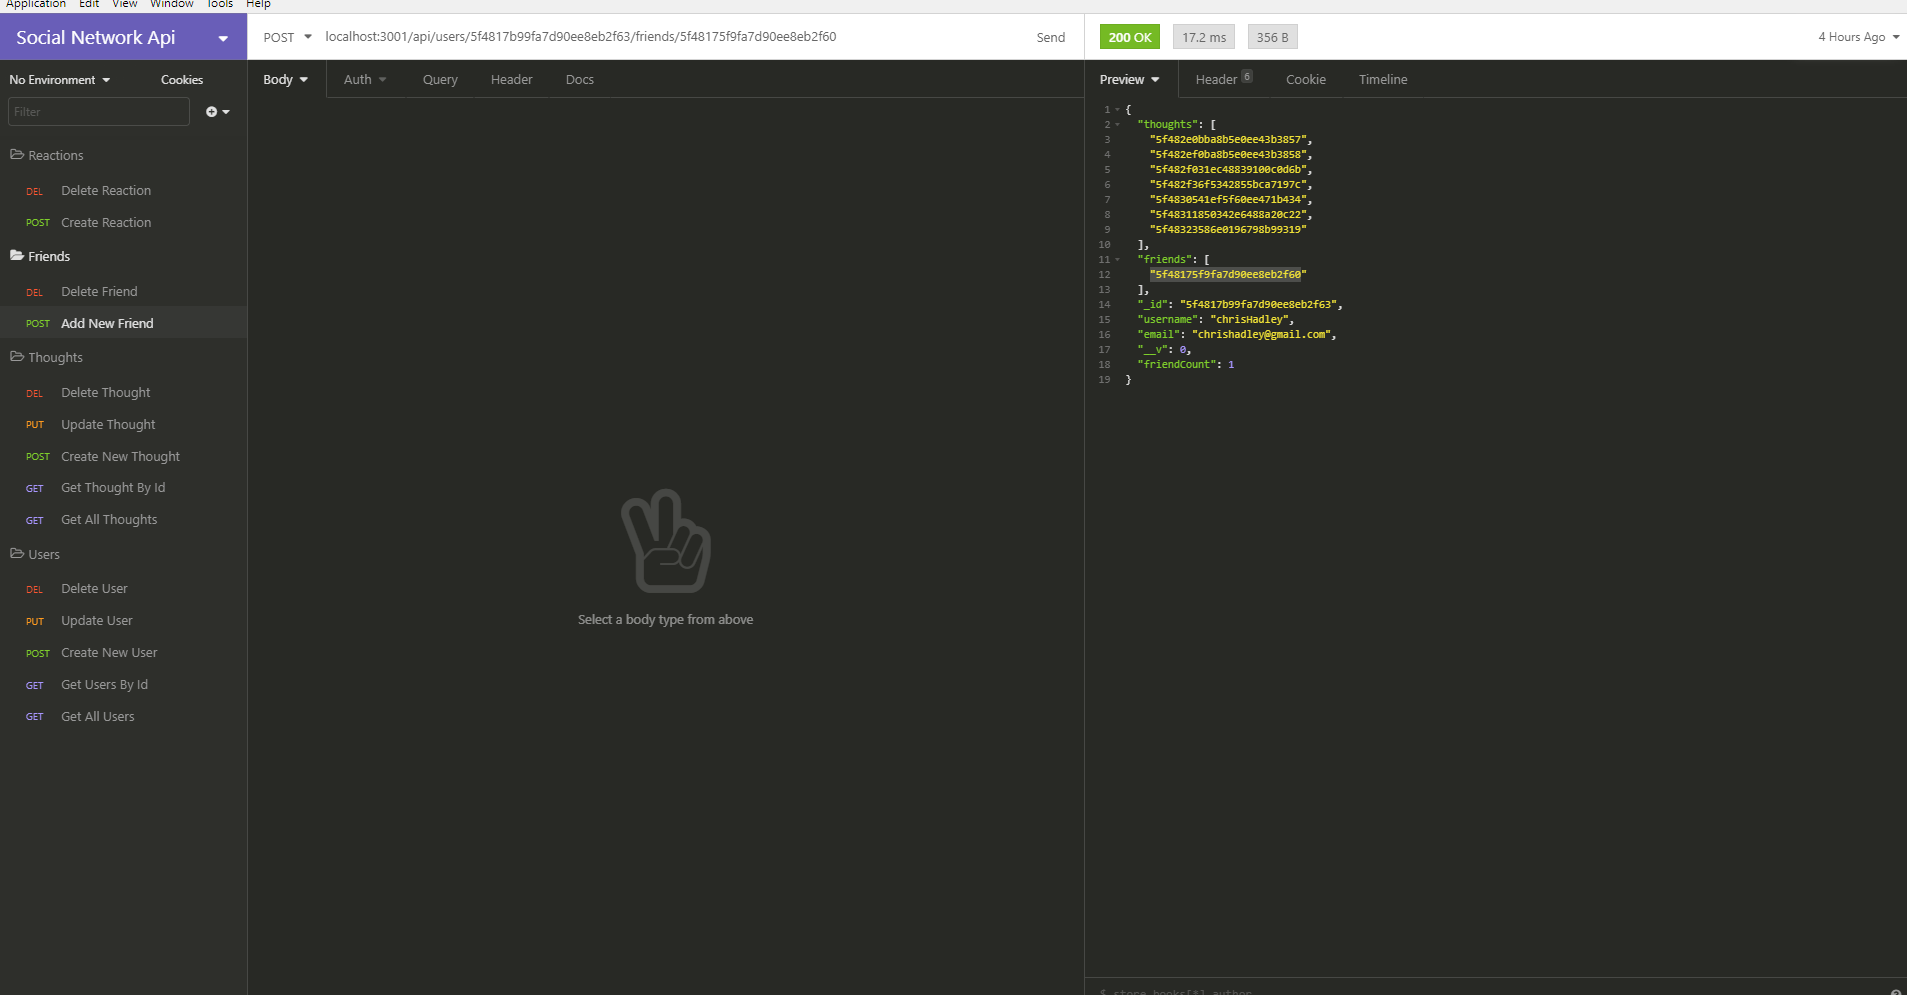 Application Edit View Window Tools Help
Social Network Api
POST localhost:3001/api/users/5f4817b99fa7d90ee8eb2f63/friends/5f48175f9fa7d90ee8eb2f60 Send
200 OK 17.2 ms 356 B 4 Hours Ago
No Environment Cookies
Body Auth Query Header Docs
Preview Header 6 Cookie Timeline
Filter
Reactions
DEL Delete Reaction
POST Create Reaction
Friends
DEL Delete Friend
POST Add New Friend
Thoughts
DEL Delete Thought
PUT Update Thought
POST Create New Thought
GET Get Thought By Id
GET Get All Thoughts
Users
DEL Delete User
PUT Update User
POST Create New User
GET Get Users By Id
GET Get All Users
Select a body type from above
1 {
2 "thoughts": [
3 "5f482e0bba8b5e0ee43b3857",
4 "5f482ef0ba8b5e0ee43b3858",
5 "5f482f031ec48839100c0d6b",
6 "5f482f36f5342855bca7197c",
7 "5f4830541ef5f60ee471b434",
8 "5f48311850342e6488a20c22",
9 "5f48323586e0196798b99319"
10 ],
11 "friends": [
12 "5f48175f9fa7d90ee8eb2f60"
13 ],
14 "_id": "5f4817b99fa7d90ee8eb2f63",
15 "username": "chrisHadley",
16 "email": "chrishadley@gmail.com",
17 "__v": 0,
18 "friendCount": 1
19 }
$.store.books[*].author